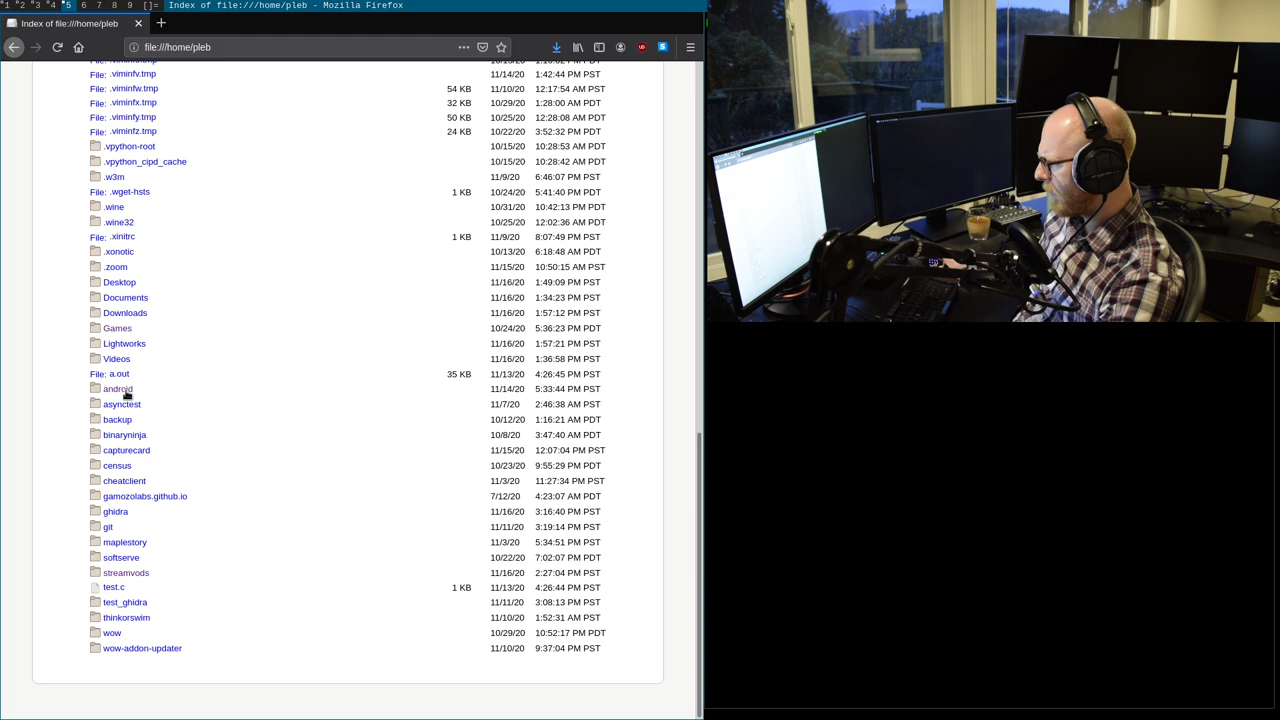 1 2 3 4 5 6 7 8 9 []= Index of file:///home/pleb - Mozilla Firefox
Index of file:///home/pleb
file:///home/pleb
File: .viminfv.tmp 11/14/20 1:42:44 PM PST
File: .viminfw.tmp 54 KB 11/10/20 12:17:54 AM PST
File: .viminfx.tmp 32 KB 10/29/20 1:28:00 AM PDT
File: .viminfy.tmp 50 KB 10/25/20 12:28:08 AM PDT
File: .viminfz.tmp 24 KB 10/22/20 3:52:32 PM PDT
.vpython-root 10/15/20 10:28:53 AM PDT
.vpython_cipd_cache 10/15/20 10:28:42 AM PDT
.w3m 11/9/20 6:46:07 PM PST
File: .wget-hsts 1 KB 10/24/20 5:41:40 PM PDT
.wine 10/31/20 10:42:13 PM PDT
.wine32 10/25/20 12:02:36 AM PDT
File: .xinitrc 1 KB 11/9/20 8:07:49 PM PST
.xonotic 10/13/20 6:18:48 AM PDT
.zoom 11/15/20 10:50:15 AM PST
Desktop 11/16/20 1:49:09 PM PST
Documents 11/16/20 1:34:23 PM PST
Downloads 11/16/20 1:57:12 PM PST
Games 10/24/20 5:36:23 PM PDT
Lightworks 11/16/20 1:57:21 PM PST
Videos 11/16/20 1:36:58 PM PST
File: a.out 35 KB 11/13/20 4:26:45 PM PST
android 11/14/20 5:33:44 PM PST
asynctest 11/7/20 2:46:38 AM PST
backup 10/12/20 1:16:21 AM PDT
binaryninja 10/8/20 3:47:40 AM PDT
capturecard 11/15/20 12:07:04 PM PST
census 10/23/20 9:55:29 PM PDT
cheatclient 11/3/20 11:27:34 PM PST
gamozolabs.github.io 7/12/20 4:23:07 AM PDT
ghidra 11/16/20 3:16:40 PM PST
git 11/11/20 3:19:14 PM PST
maplestory 11/3/20 5:34:51 PM PST
softserve 10/22/20 7:02:07 PM PDT
streamvods 11/16/20 2:27:04 PM PST
test.c 1 KB 11/13/20 4:26:44 PM PST
test_ghidra 11/11/20 3:08:13 PM PST
thinkorswim 11/10/20 1:52:31 AM PST
wow 10/29/20 10:52:17 PM PDT
wow-addon-updater 11/10/20 9:37:04 PM PST